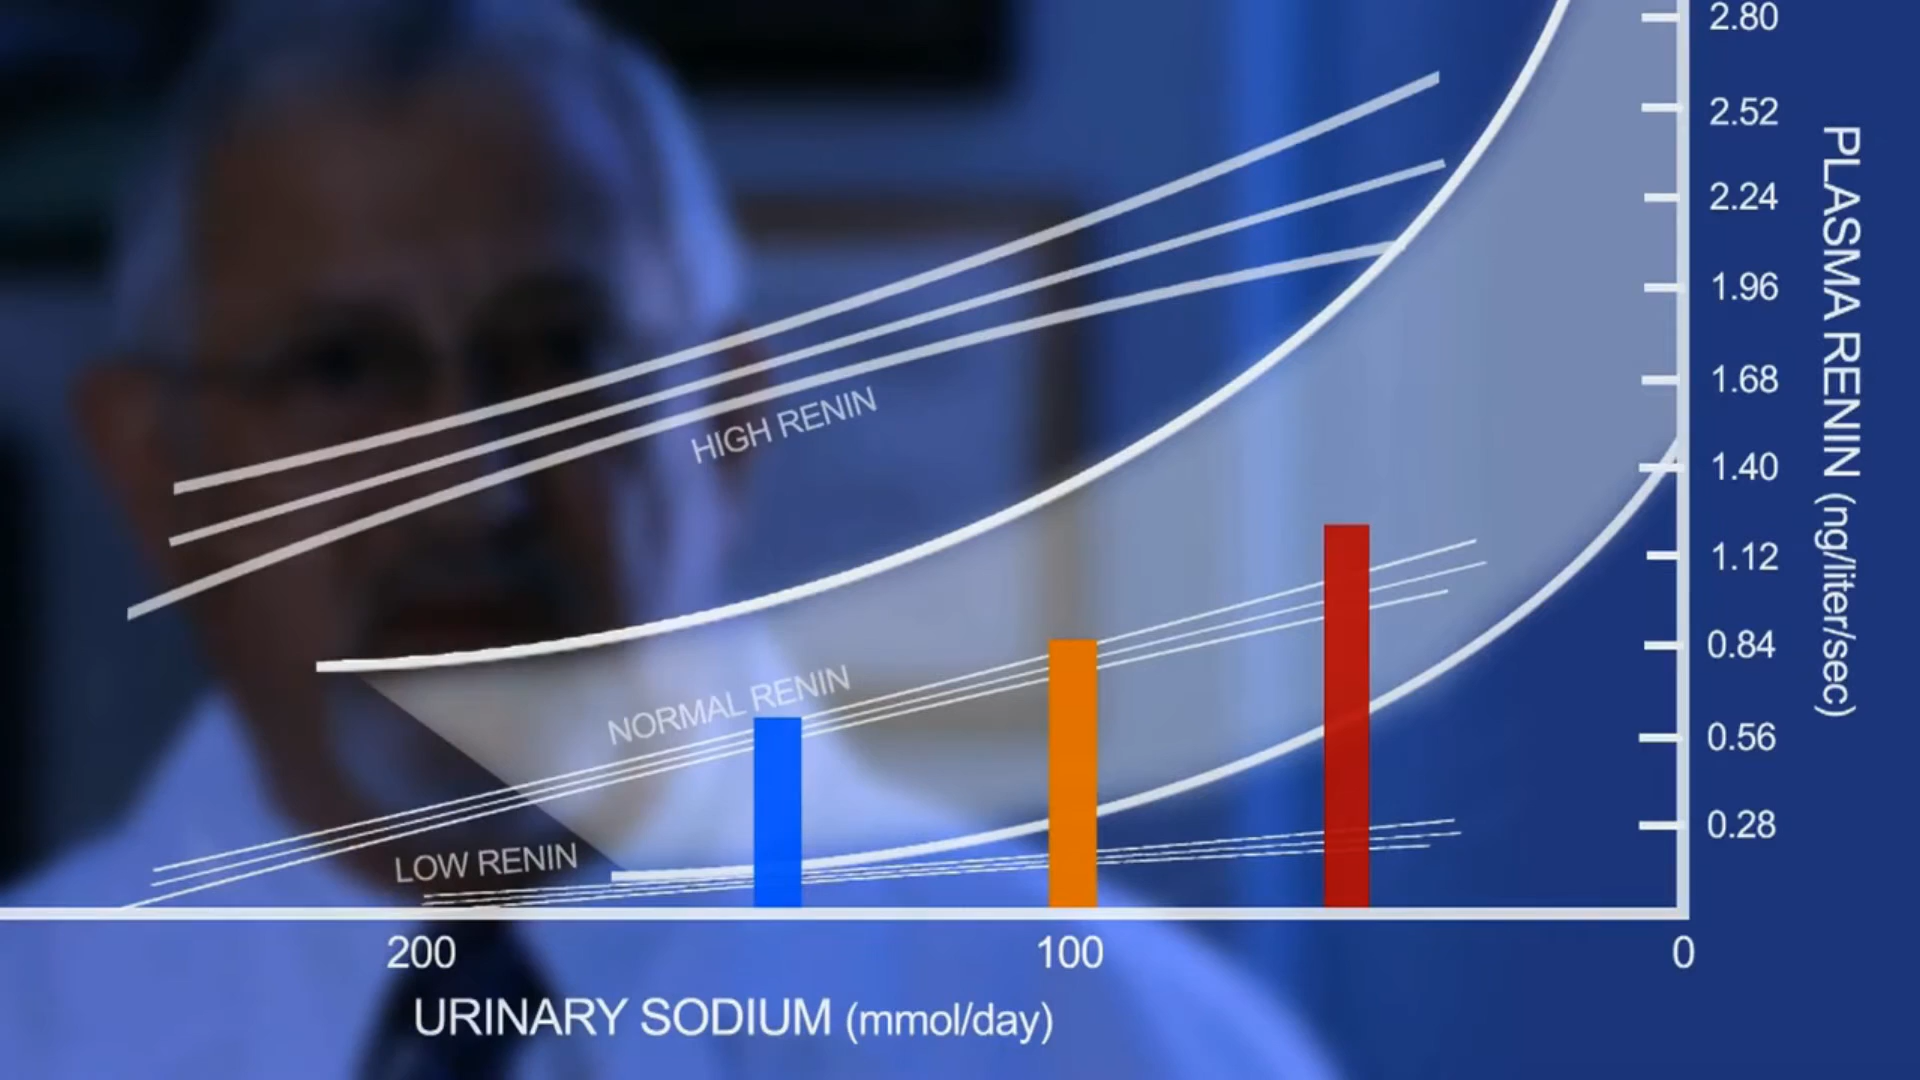 2.80
2.52
2.24
1.96
1.68
1.40
1.12
0.84
0.56
0.28
PLASMA RENIN (ng/liter/sec)
HIGH RENIN
NORMAL RENIN
LOW RENIN
200 100 0
URINARY SODIUM (mmol/day)